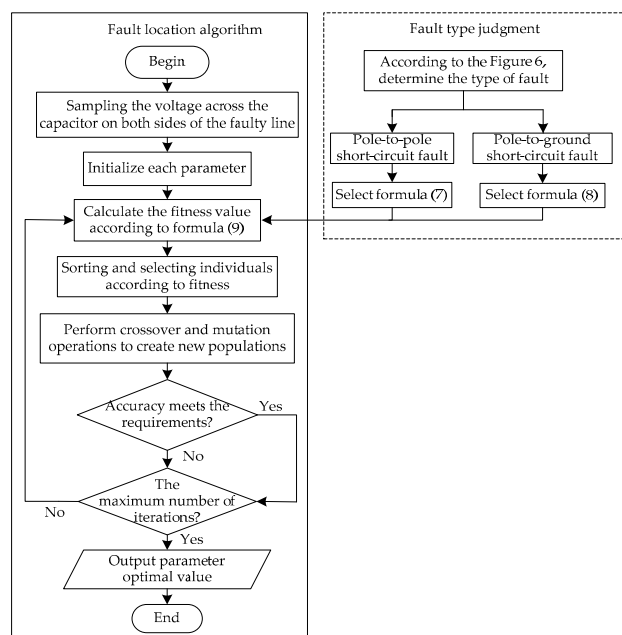 Fault location algorithm
Begin
Sampling the voltage across the
capacitor on both sides of the faulty line
Initialize each parameter
Calculate the fitness value
according to formula (9)
Sorting and selecting individuals
according to fitness
Perform crossover and mutation
operations to create new populations
Accuracy meets the
requirements?
Yes
No
The
maximum number of
iterations?
No
Yes
Output parameter
optimal value
End
Fault type judgment
According to the Figure 6,
determine the type of fault
Pole-to-pole
short-circuit fault
Pole-to-ground
short-circuit fault
Select formula (7)
Select formula (8)